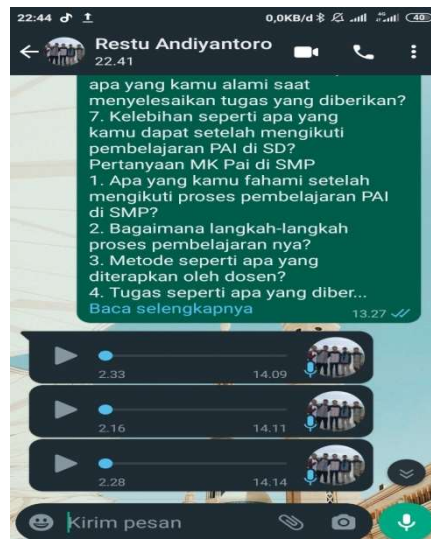 22:44
0,0KB/d
40
Restu Andiyantoro
22.41
apa yang kamu alami saat
menyelesaikan tugas yang diberikan?
7. Kelebihan seperti apa yang
kamu dapat setelah mengikuti
pembelajaran PAI di SD?
Pertanyaan MK Pai di SMP
1. Apa yang kamu fahami setelah
mengikuti proses pembelajaran PAI
di SMP?
2. Bagaimana langkah-langkah
proses pembelajaran nya?
3. Metode seperti apa yang
diterapkan oleh dosen?
4. Tugas seperti apa yang diber...
Baca selengkapnya
13.27
2.33 14.09
2.16 14.11
2.28 14.14
Kirim pesan